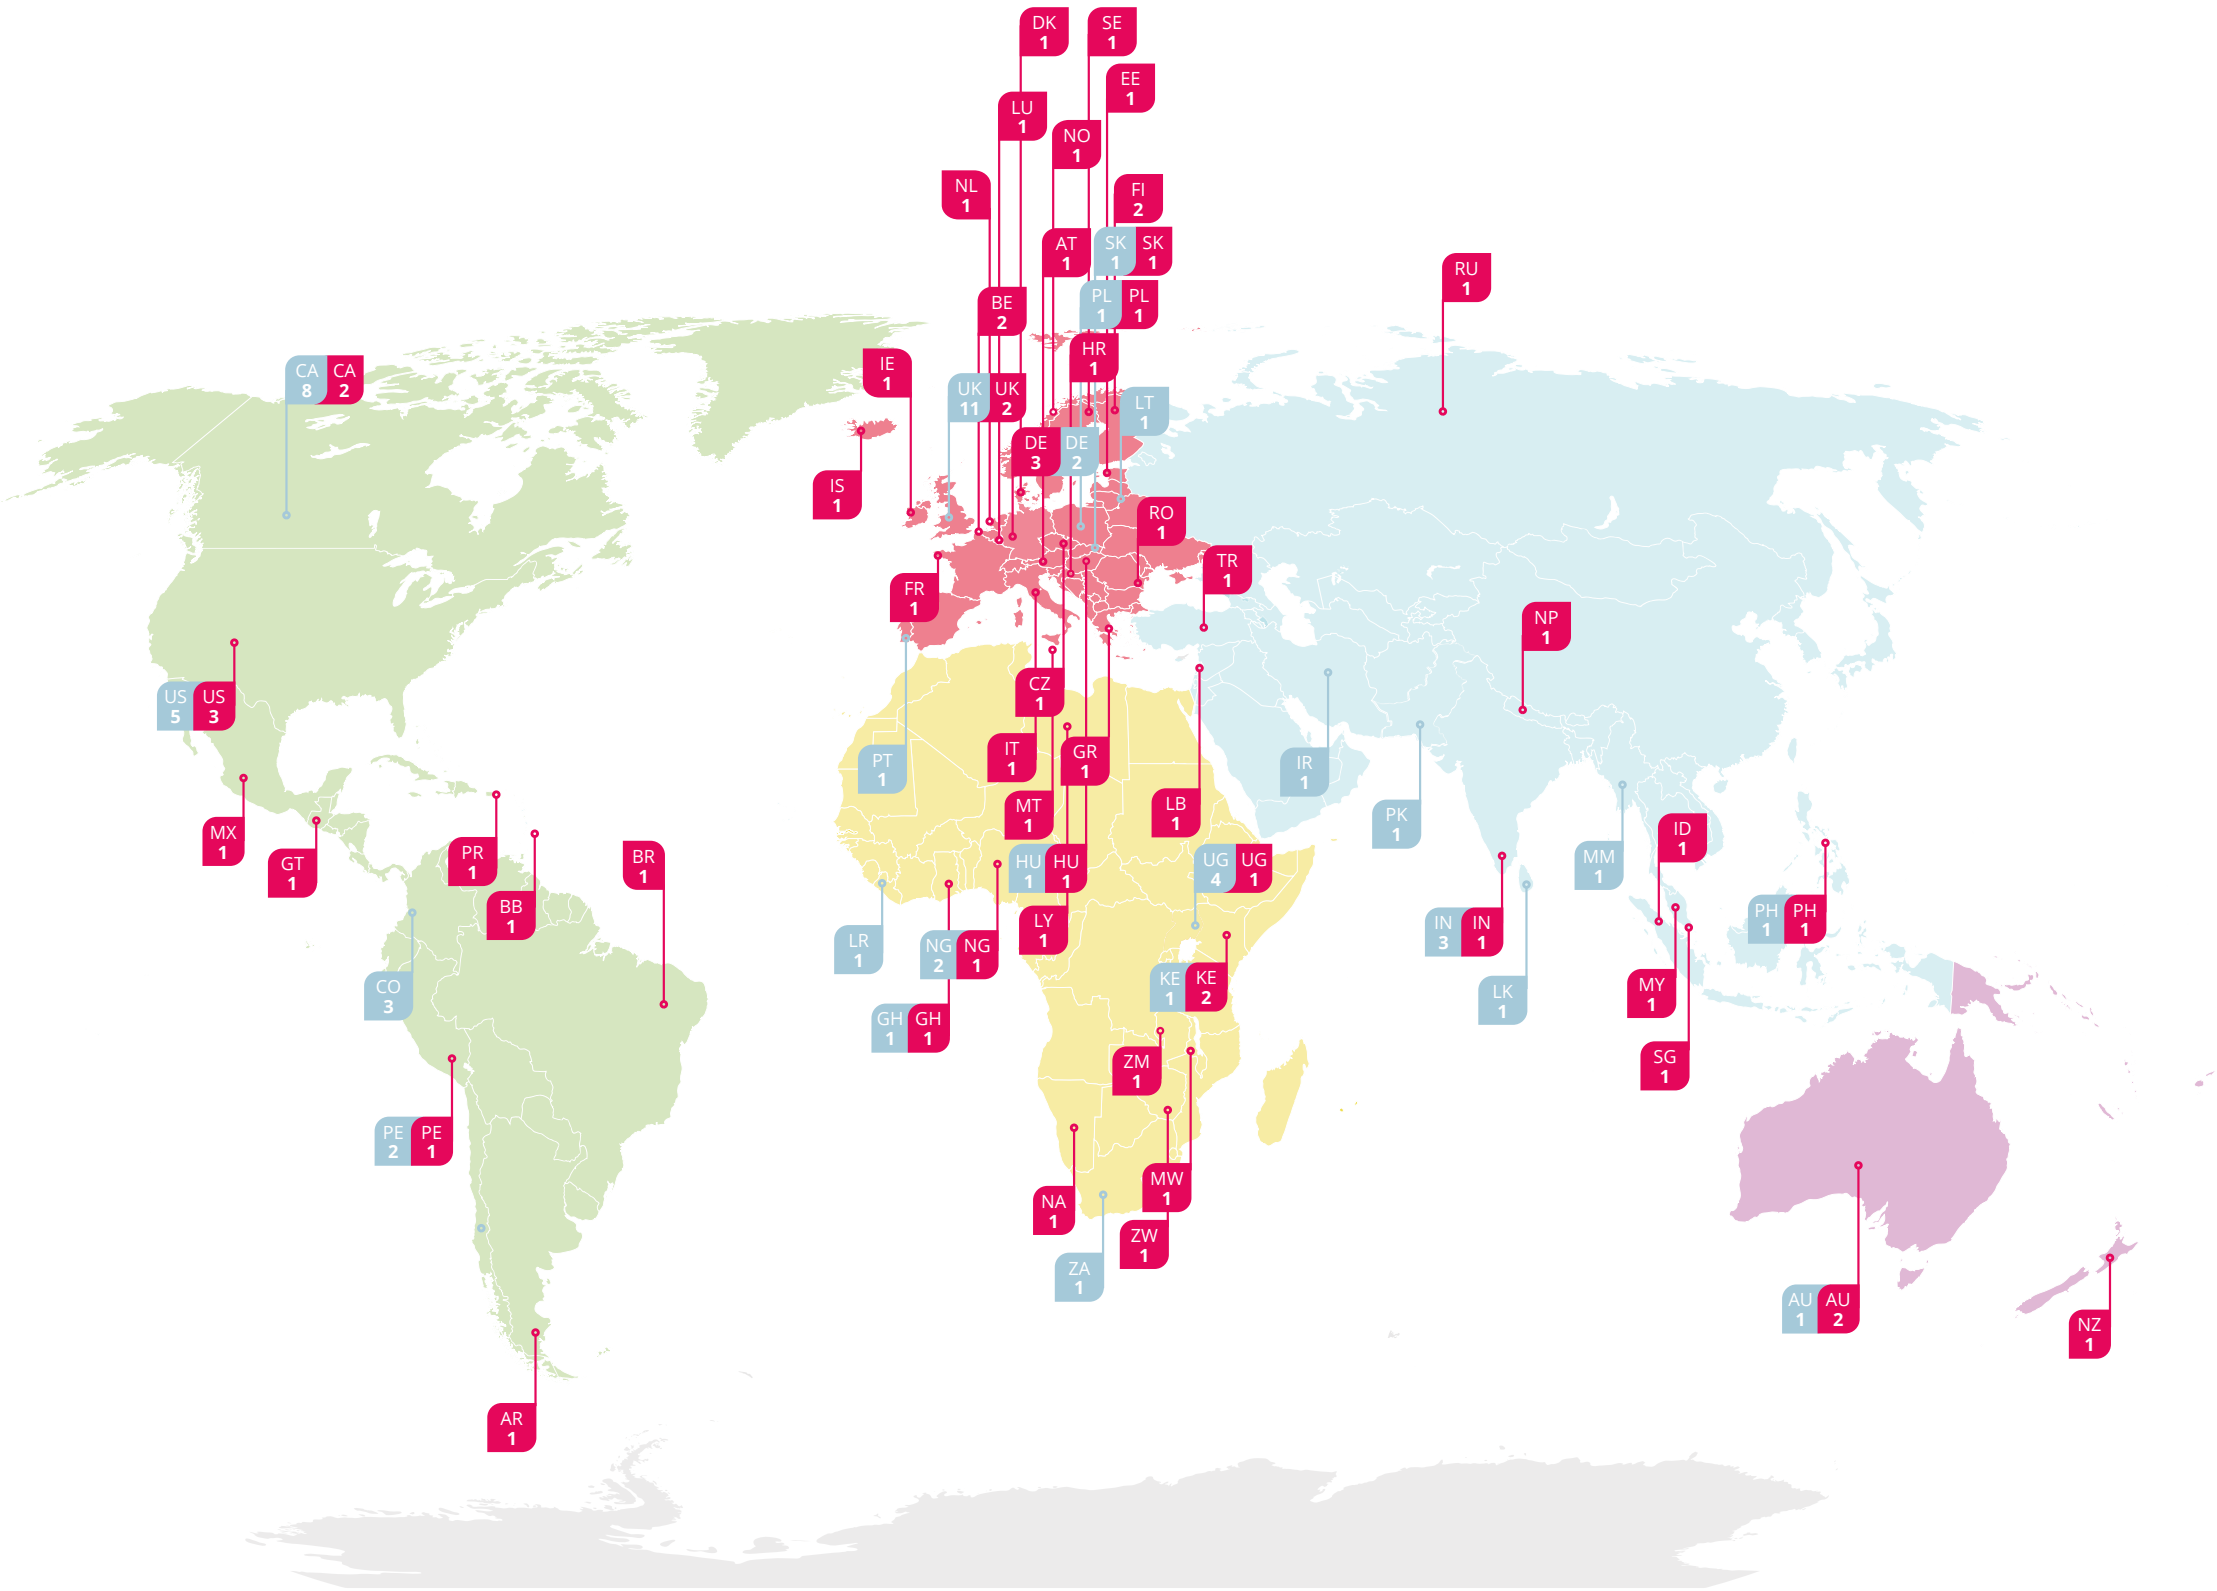 DK
1
SE
1
EE
1
LU
1
NO
1
NL
1
FI
2
AT
1
SK SK
1 1
RU
1
BE
2
PL PL
1 1
HR
1
IE
1
CA CA
8 2
UK UK
11 2
LT
1
DE DE
3 2
IS
1
RO
1
TR
1
FR
1
NP
1
CZ
1
US US
5 3
IT
1
GR
1
PT
1
IR
1
MT
1
LB
1
PK
1
MX
1
ID
1
PR
1
GT
1
BR
1
HU HU
1 1
UG UG
4 1
MM
1
BB
1
PH PH
1 1
LY
1
IN IN
3 1
LR
1
NG NG
2 1
KE KE
1 2
CO
3
MY
1
LK
1
GH GH
1 1
SG
1
ZM
1
PE PE
2 1
MW
1
NA
1
ZW
1
ZA
1
AU AU
1 2
NZ
1
AR
1